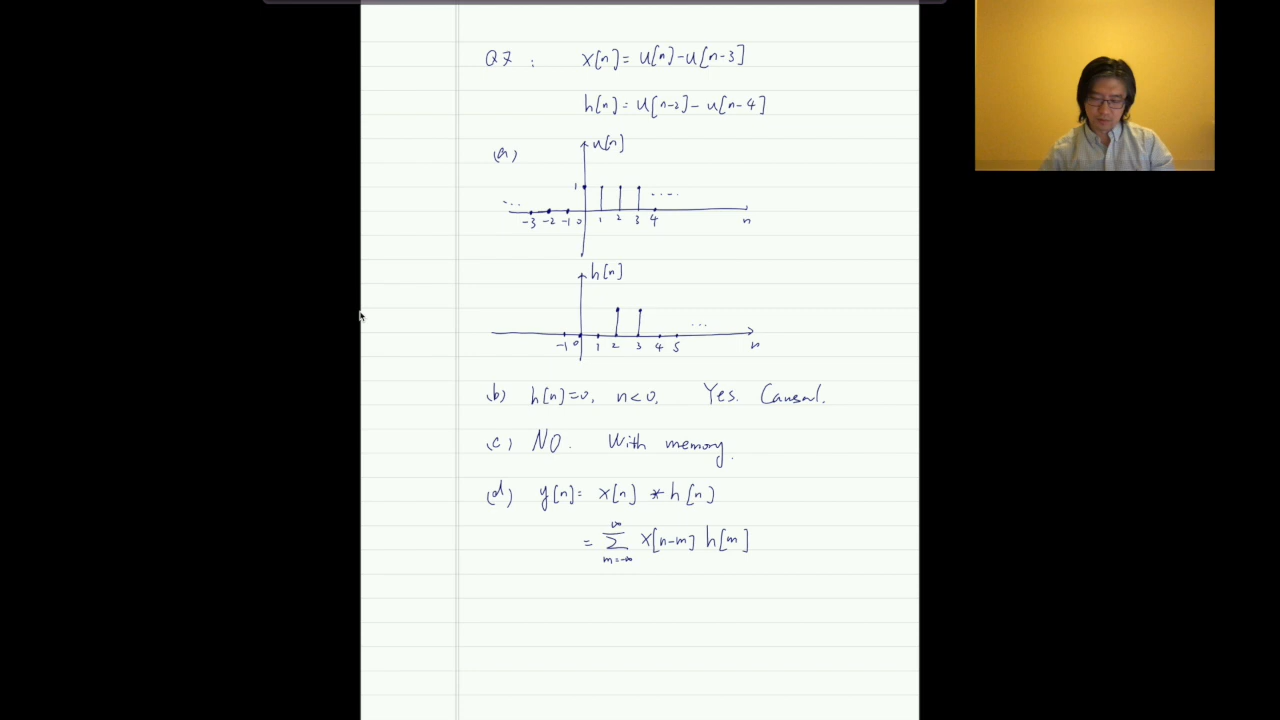 Q7 : x[n] = u[n] - u[n-3]
h[n] = u[n-2] - u[n-4]
(a) u[n]
1
... -3 -2 -1 0 1 2 3 4 .... n
h[n]
-1 0 1 2 3 4 5 ... n
(b) h[n]=0, n<0, Yes. Causal.
(c) NO. With memory.
(d) y[n] = x[n] * h[n]
= ∑_{m=-∞}^{∞} x[n-m] h[m]